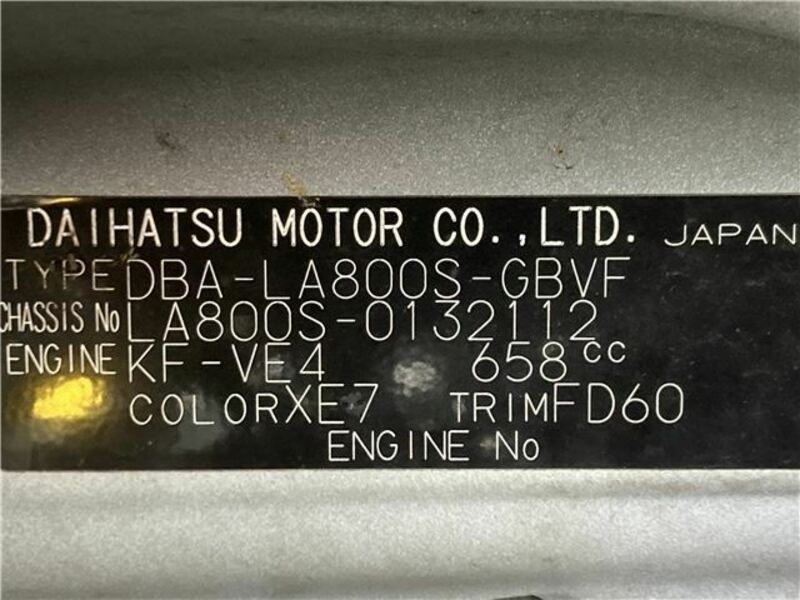 DAIHATSU MOTOR CO.,LTD. JAPAN
TYPE DBA-LA800S-GBVF
CHASSIS No LA800S-0132112
ENGINE KF-VE4 658cc
COLOR XE7 TRIM FD60
ENGINE No